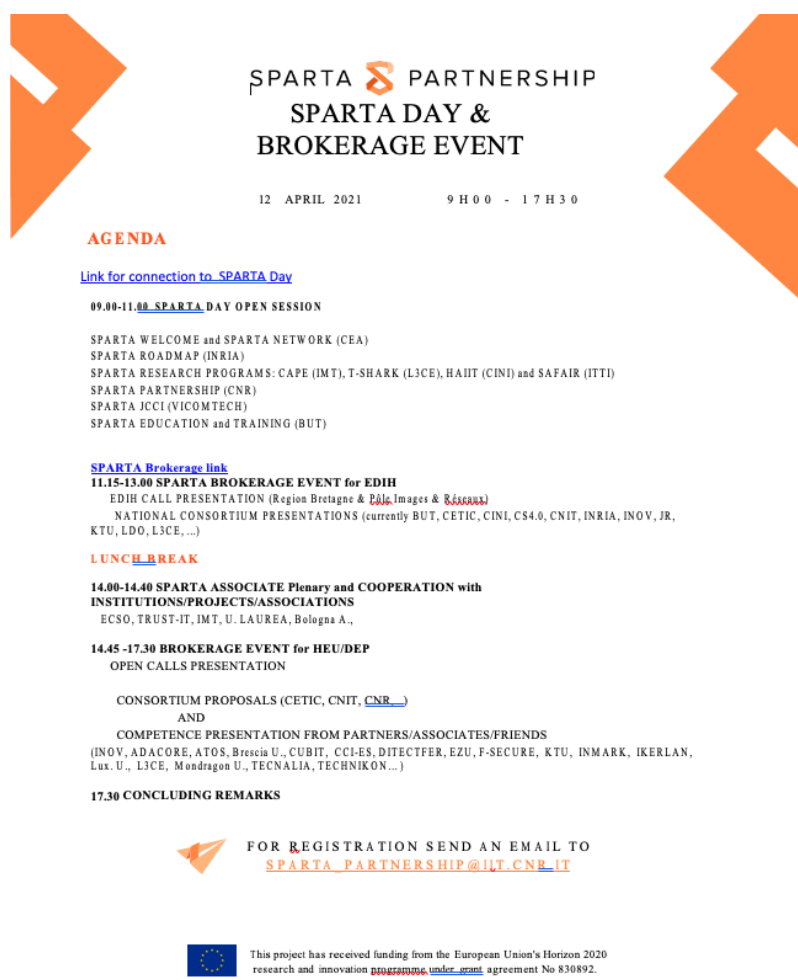 SPARTA PARTNERSHIP
SPARTA DAY &
BROKERAGE EVENT
12 APRIL 2021 9H00 - 17H30
AGENDA
Link for connection to SPARTA Day
09.00-11.00 SPARTA DAY OPEN SESSION
SPARTA WELCOME and SPARTA NETWORK (CEA)
SPARTA ROADMAP (INRIA)
SPARTA RESEARCH PROGRAMS: CAPE (IMT), T-SHARK (L3CE), HAIIT (CINI) and SAFAIR (ITTI)
SPARTA PARTNERSHIP (CNR)
SPARTA JCCI (VICOMTECH)
SPARTA EDUCATION and TRAINING (BUT)
SPARTA Brokerage link
11.15-13.00 SPARTA BROKERAGE EVENT for EDIH
EDIH CALL PRESENTATION (Region Bretagne & Pôle Images & Réseaux)
NATIONAL CONSORTIUM PRESENTATIONS (currently BUT, CETIC, CINI, CS4.0, CNIT, INRIA, INOV, JR,
KTU, LDO, L3CE, ...)
LUNCH BREAK
14.00-14.40 SPARTA ASSOCIATE Plenary and COOPERATION with
INSTITUTIONS/PROJECTS/ASSOCIATIONS
ECSO, TRUST-IT, IMT, U. LAUREA, Bologna A.,
14.45 -17.30 BROKERAGE EVENT for HEU/DEP
OPEN CALLS PRESENTATION
CONSORTIUM PROPOSALS (CETIC, CNIT, CNR, )
AND
COMPETENCE PRESENTATION FROM PARTNERS/ASSOCIATES/FRIENDS
(INOV, ADACORE, ATOS, Brescia U., CUBIT, CCI-ES, DITECTFER, EZU, F-SECURE, KTU, INMARK, IKERLAN,
Lux. U., L3CE, Mondragon U., TECNALIA, TECHNIKON... )
17.30 CONCLUDING REMARKS
FOR REGISTRATION SEND AN EMAIL TO
SPARTA_PARTNERSHIP@IIT.CNR.IT
This project has received funding from the European Union's Horizon 2020
research and innovation programme under grant agreement No 830892.